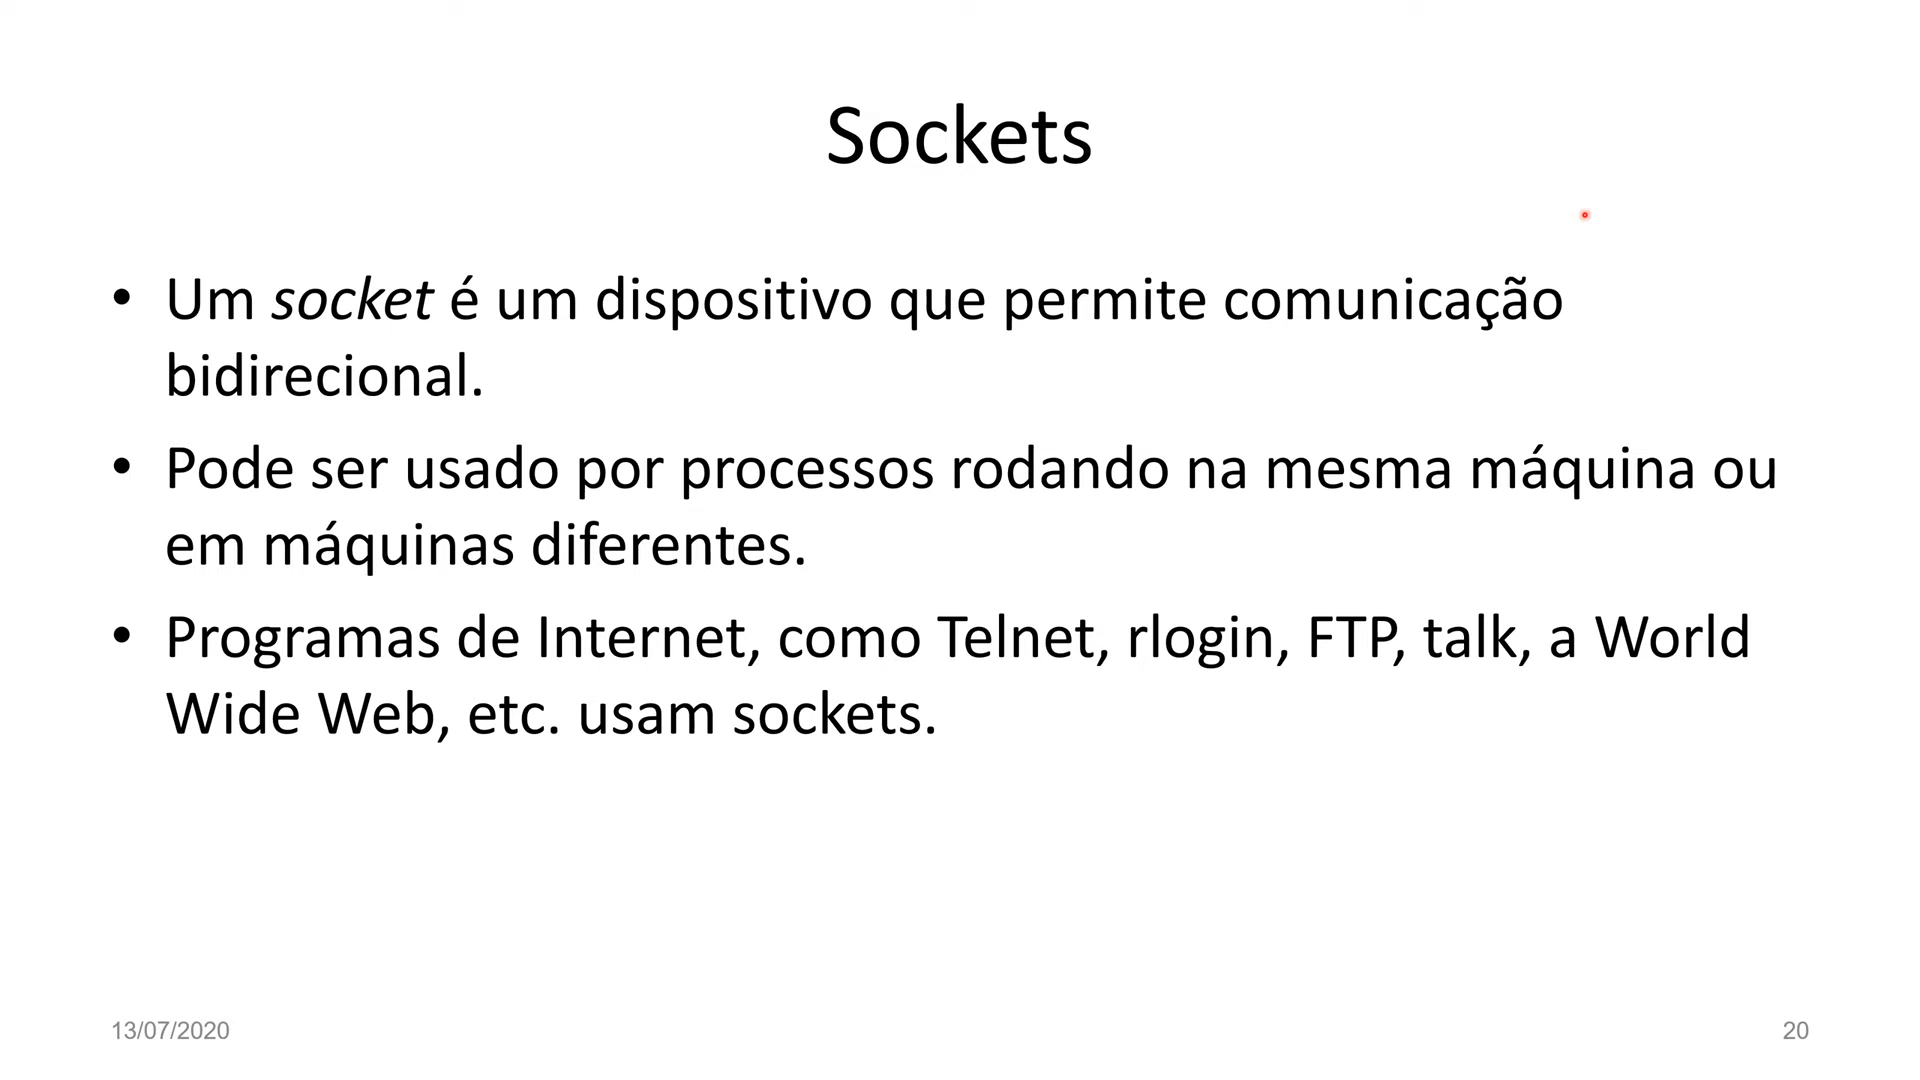 Sockets
• Um socket é um dispositivo que permite comunicação
bidirecional.
• Pode ser usado por processos rodando na mesma máquina ou
em máquinas diferentes.
• Programas de Internet, como Telnet, rlogin, FTP, talk, a World
Wide Web, etc. usam sockets.
13/07/2020
20